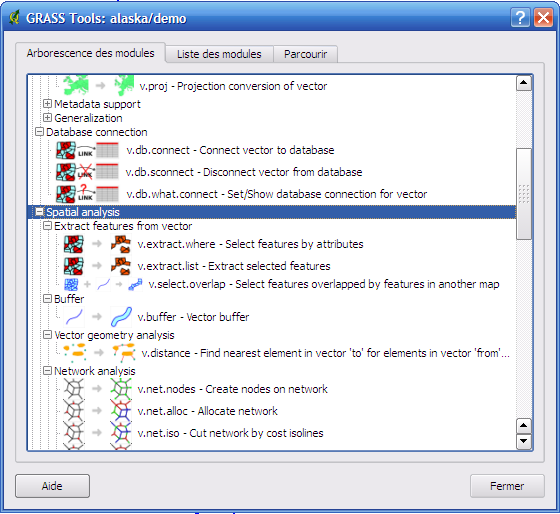 GRASS Tools: alaska/demo
Arborescence des modules
Liste des modules
Parcourir
v.proj - Projection conversion of vector
Metadata support
Generalization
Database connection
LINK
v.db.connect - Connect vector to database
LINK
v.db.sconnect - Disconnect vector from database
LINK
v.db.what.connect - Set/Show database connection for vector
Spatial analysis
Extract features from vector
v.extract.where - Select features by attributes
v.extract.list - Extract selected features
v.select.overlap - Select features overlapped by features in another map
Buffer
v.buffer - Vector buffer
Vector geometry analysis
v.distance - Find nearest element in vector 'to' for elements in vector 'from'...
Network analysis
v.net.nodes - Create nodes on network
v.net.alloc - Allocate network
v.net.iso - Cut network by cost isolines
Aide
Fermer